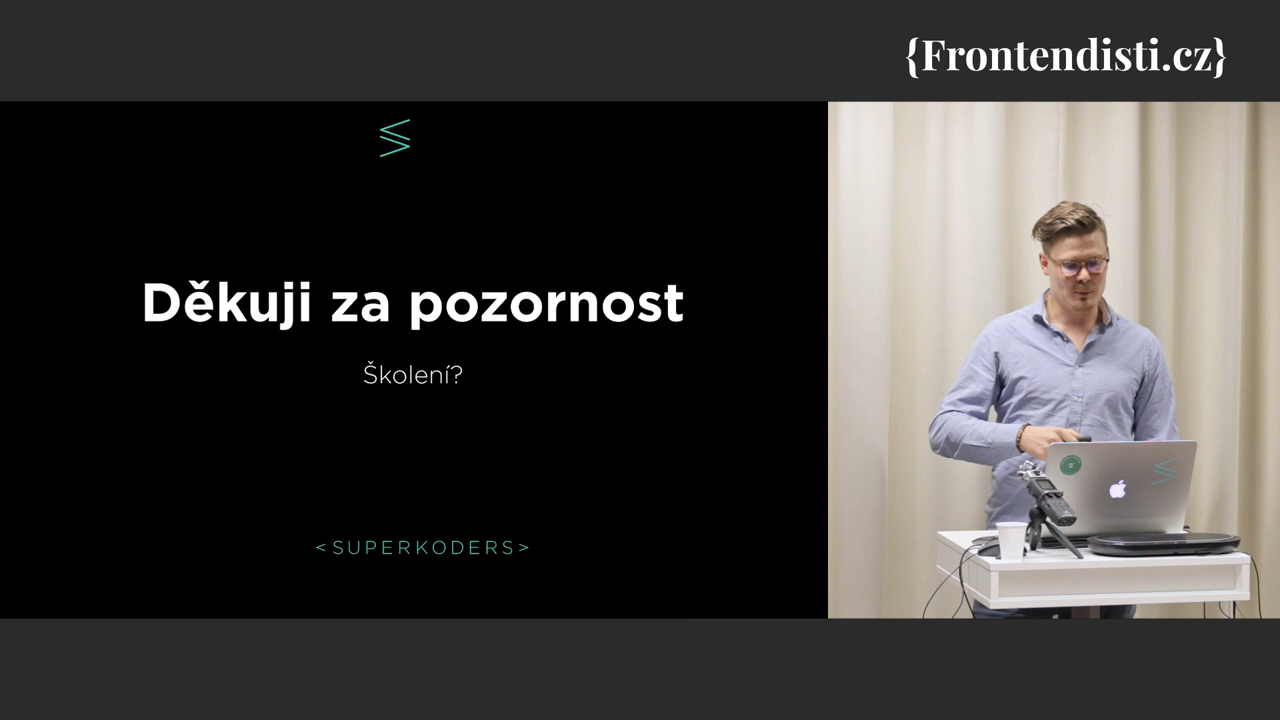 {Frontendisti.cz}
Děkuji za pozornost
Školení?
<SUPERKODERS>